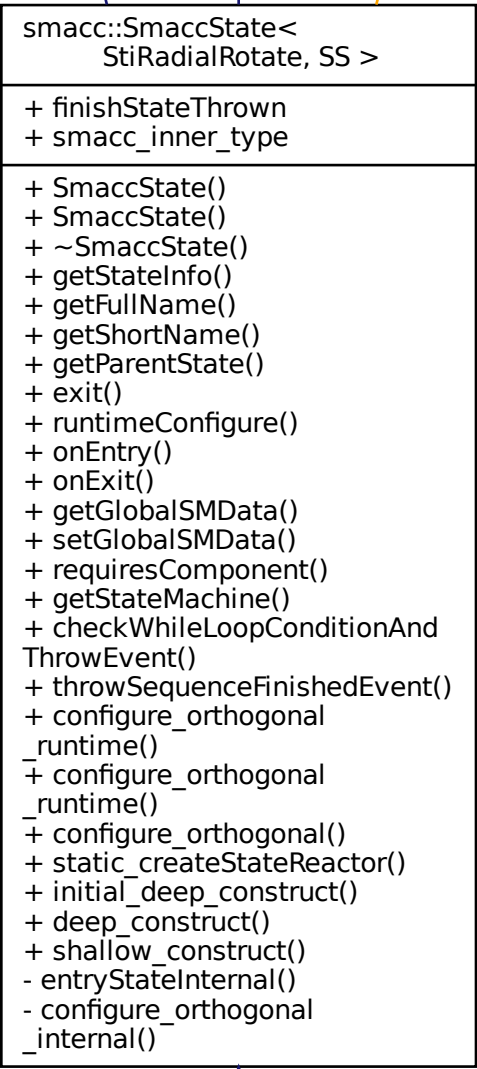 smacc::SmaccState<
StiRadialRotate, SS >
+ finishStateThrown
+ smacc_inner_type
+ SmaccState()
+ SmaccState()
+ ~SmaccState()
+ getStateInfo()
+ getFullName()
+ getShortName()
+ getParentState()
+ exit()
+ runtimeConfigure()
+ onEntry()
+ onExit()
+ getGlobalSMData()
+ setGlobalSMData()
+ requiresComponent()
+ getStateMachine()
+ checkWhileLoopConditionAnd
ThrowEvent()
+ throwSequenceFinishedEvent()
+ configure_orthogonal
_runtime()
+ configure_orthogonal
_runtime()
+ configure_orthogonal()
+ static_createStateReactor()
+ initial_deep_construct()
+ deep_construct()
+ shallow_construct()
- entryStateInternal()
- configure_orthogonal
_internal()